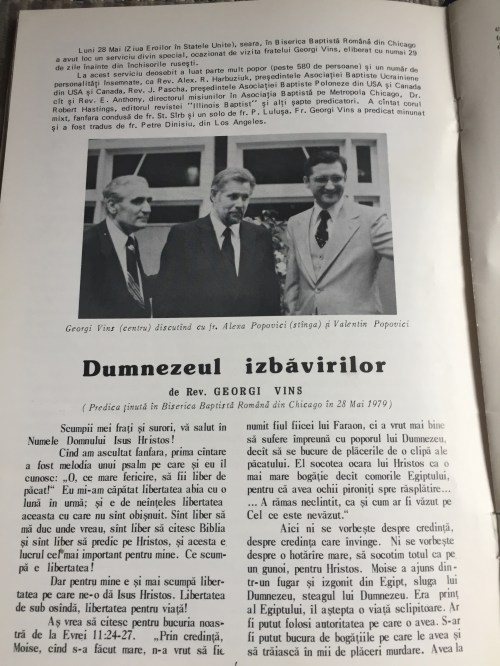 Luni 28 Mai (Ziua Eroilor în Statele Unite), seara, în Biserica Baptistă Română din Chicago
a avut loc un serviciu divin special, ocazionat de vizita fratelui Georgi Vins, eliberat cu numai 29
de zile înainte din închisorile rusești.
La acest serviciu deosebit a luat parte mult popor (peste 580 de persoane) și un număr de
personalități însemnate, ca Rev. Alex. R. Harbuziuk, președintele Asociației Baptiste Ucrainiene
din USA și Canada, Rev. J. Pascha, președintele Asociației Baptiste Poloneze din USA și Canada
cît și Rev. E. Anthony, directorul misiunilor în Asociația Baptistă pe Metropola Chicago, Dr.
Robert Hastings, editorul revistei "Illinois Baptist" și alți șapte predicatori. A cîntat corul
mixt, fanfara condusă de fr. St. Sîrb și un solo de fr. P. Lulușa. Fr. Georgi Vins a predicat minunat
și a fost tradus de fr. Petre Dinisiu, din Los Angeles.
Georgi Vins (centru) discutînd cu fr. Alexa Popovici (stînga) și Valentin Popovici
Dumnezeul izbăvirilor
de Rev. GEORGI VINS
(Predica ținută în Biserica Baptistă Română din Chicago în 28 Mai 1979)
Scumpii mei frați și surori, vă salut în
Numele Domnului Isus Hristos!
Cînd am ascultat fanfara, prima cîntare
a fost melodia unui psalm pe care și eu îl
cunosc: „O, ce mare fericire, să fii liber de
păcat!” Eu mi-am căpătat libertatea abia cu o
lună în urmă; și e de neînțeles libertatea
aceasta cu care nu sînt obișnuit. Sînt liber să
mă duc unde vreau, sînt liber să citesc Biblia
și sînt liber să predic pe Hristos, și acesta e
lucrul cel mai important pentru mine. Ce scum-
pă e libertatea!
Dar pentru mine e și mai scumpă liber-
tatea pe care ne-o dă Isus Hristos. Libertatea
de sub osîndă, libertatea pentru viață!
Aș vrea să citesc pentru bucuria noas-
tră de la Evrei 11:24-27. „Prin credință,
Moise, cînd s-a făcut mare, n-a vrut să fie
numit fiul fiicei lui Faraon, ci a vrut mai bine
să sufere împreună cu poporul lui Dumnezeu,
decît să se bucure de plăcerile de o clipă ale
păcatului. El socotea ocara lui Hristos ca o
mai mare bogăție decît comorile Egiptului,
pentru că avea ochii pironiți spre răsplătire...
... A rămas neclintit, ca și cum ar fi văzut pe
Cel ce este nevăzut.”
Aici ni se vorbește despre credință,
despre credința care învinge. Ni se vorbește
despre o hotărîre mare, să socotim totul ca pe
un gunoi, pentru Hristos. Moise a ajuns din-
tr-un fugar și izgonit din Egipt, sluga lui
Dumnezeu, steagul lui Dumnezeu. Era prinț
al Egiptului, îl aștepta o viață sclipitoare. Ar
fi putut folosi autoritatea pe care o avea. S-ar
fi putut bucura de bogățiile pe care le avea și
să trăiască în mii de plăceri murdare. Avea la